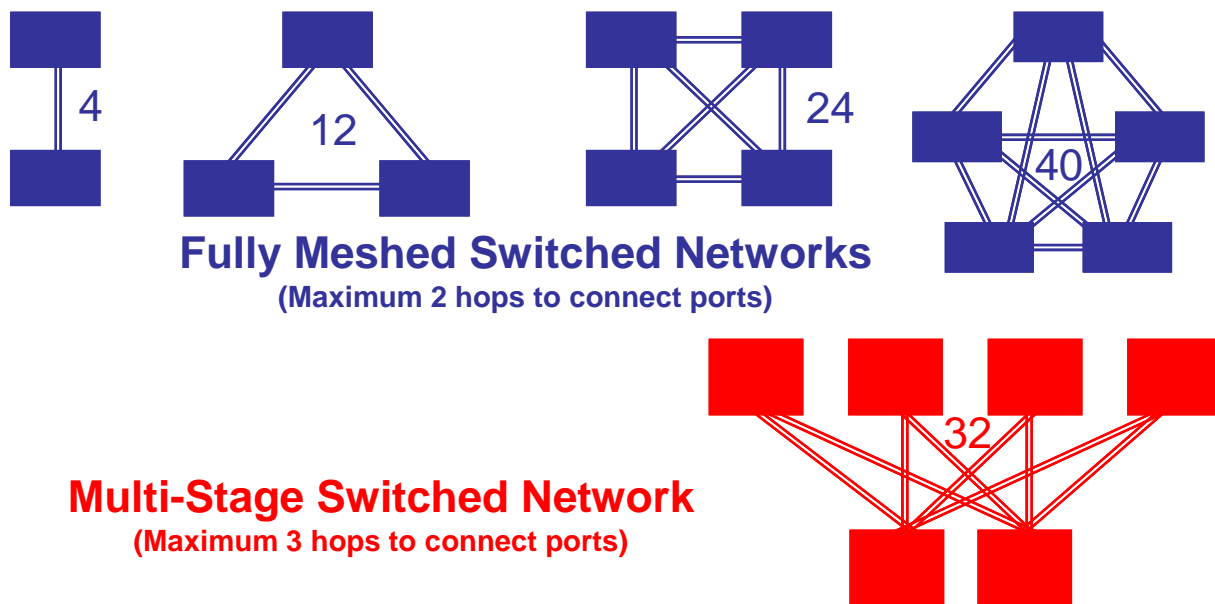 4
12
24
40
Fully Meshed Switched Networks
(Maximum 2 hops to connect ports)
32
Multi-Stage Switched Network
(Maximum 3 hops to connect ports)